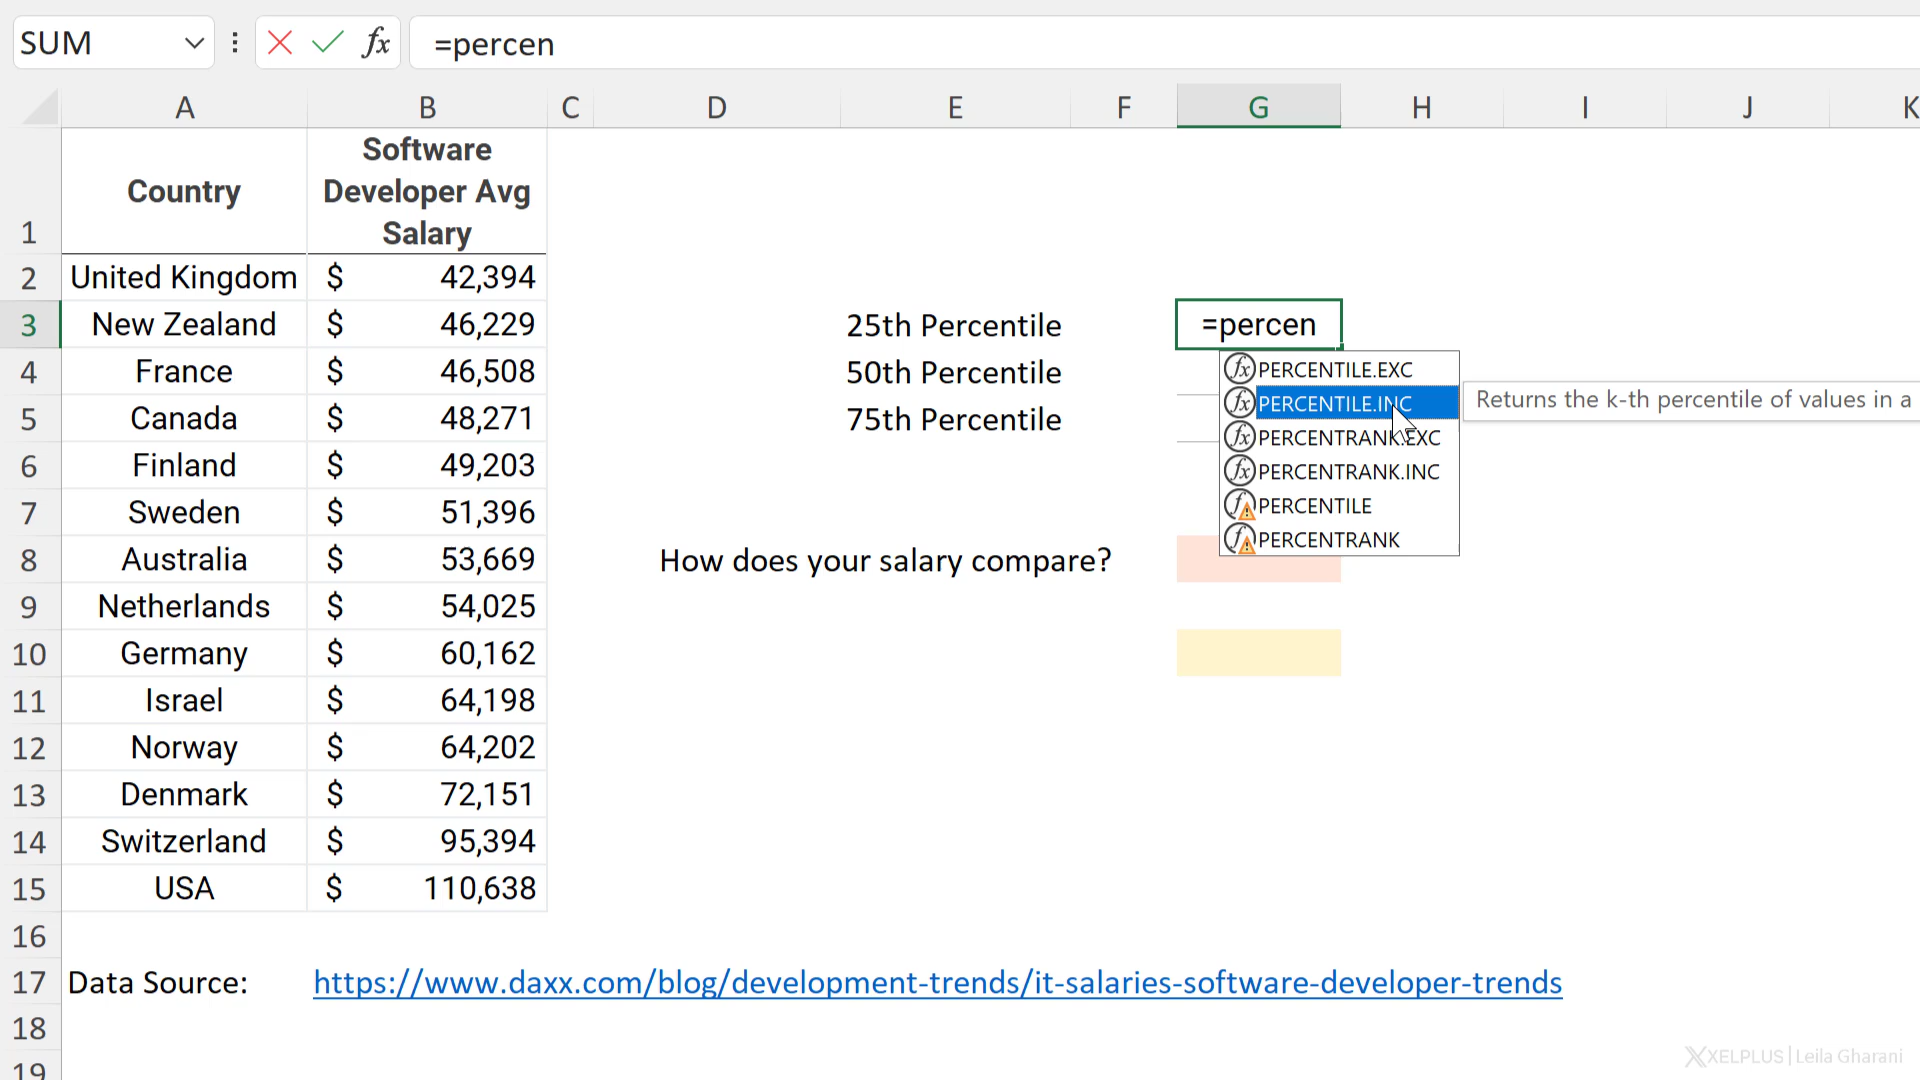 SUM
fx
=percen
A B C D E F G H I J K
1 Country Software Developer Avg Salary
2 United Kingdom $ 42,394
3 New Zealand $ 46,229 25th Percentile =percen
4 France $ 46,508 50th Percentile
5 Canada $ 48,271 75th Percentile
6 Finland $ 49,203
7 Sweden $ 51,396
8 Australia $ 53,669 How does your salary compare?
9 Netherlands $ 54,025
10 Germany $ 60,162
11 Israel $ 64,198
12 Norway $ 64,202
13 Denmark $ 72,151
14 Switzerland $ 95,394
15 USA $ 110,638
16
17 Data Source: https://www.daxx.com/blog/development-trends/it-salaries-software-developer-trends
18
19
fx PERCENTILE.EXC
fx PERCENTILE.INC Returns the k-th percentile of values in a
fx PERCENTRANK.EXC
fx PERCENTRANK.INC
PERCENTILE
PERCENTRANK
XELPLUS | Leila Gharani